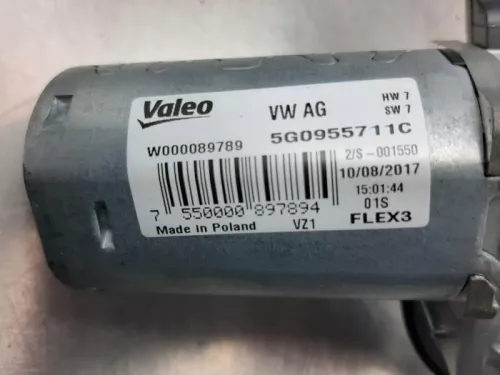 Valeo VW AG HW 7
SW 7
W000089789 5G0955711C
2/S-001550
10/08/2017
15:01:44
7 550000 897894 01S
Made in Poland VZ1 FLEX3